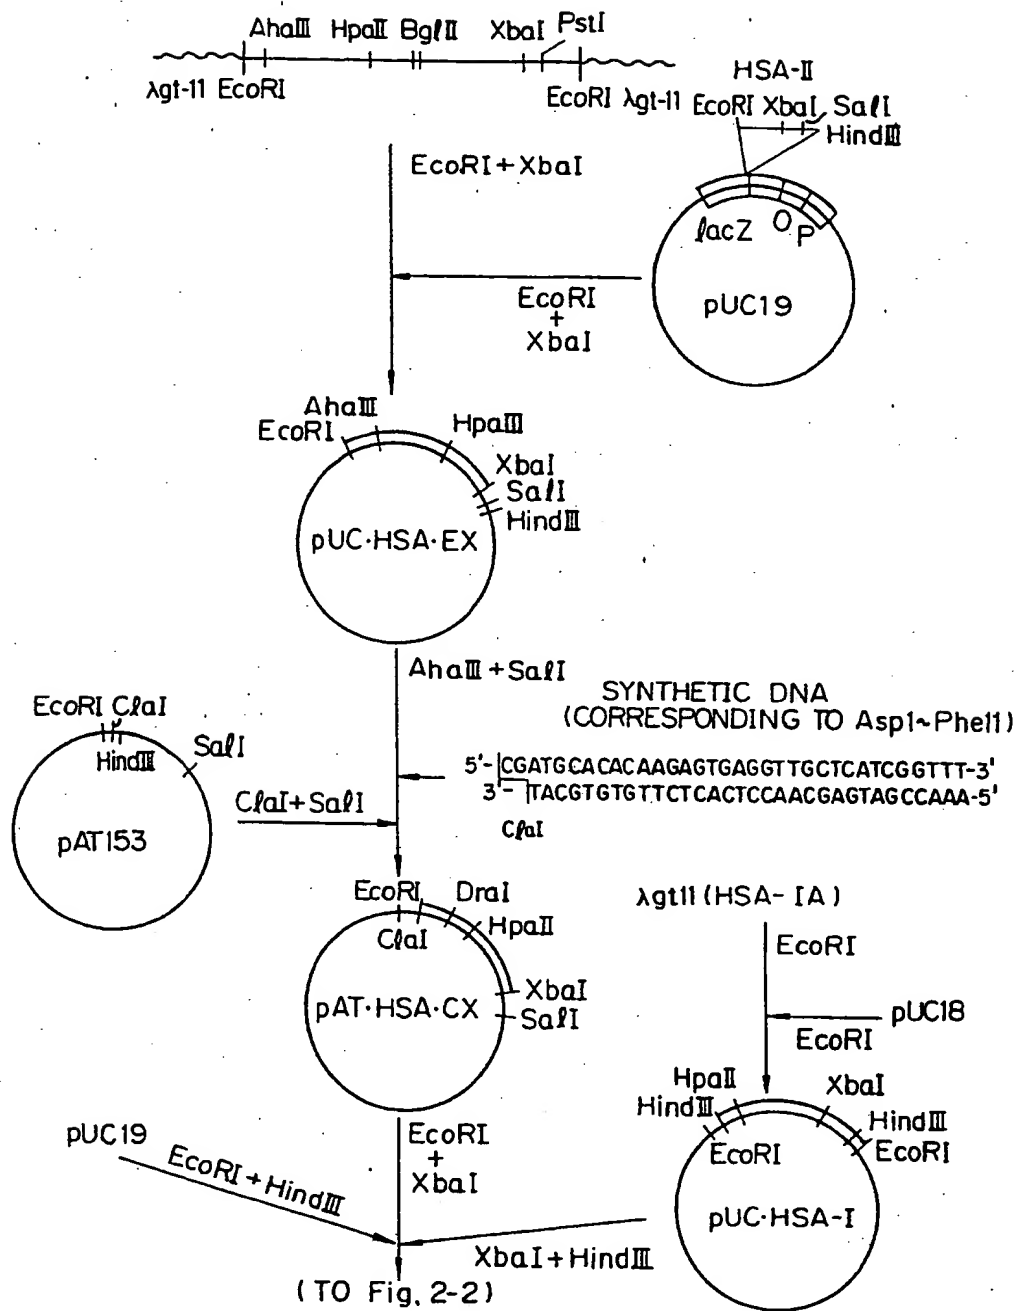 AhaⅢ HpaⅡ BglⅡ XbaI PstI
λgt-11 EcoRI
EcoRI λgt-11
HSA-Ⅱ
EcoRI XbaI SalI
HindⅢ
EcoRI+XbaI
lacZ O P
pUC19
EcoRI
+
XbaI
AhaⅢ
EcoRI
HpaⅢ
XbaI
SalI
HindⅢ
pUC·HSA·EX
AhaⅢ+SalI
SYNTHETIC DNA
(CORRESPONDING TO Asp1~Phe11)
5'-CGATGCACACAAGAGTGAGGTTGCTCATCGGTTT-3'
3'-TACGTGTGTTCTCACTCCAACGAGTAGCCAAA-5'
ClaI
EcoRI ClaI
HindⅢ
SalI
pAT153
ClaI+SalI
EcoRI
DraI
HpaⅡ
ClaI
XbaI
SalI
pAT·HSA·CX
λgt11 (HSA-IA)
EcoRI
pUC18
EcoRI
HpaⅡ
HindⅢ
XbaI
HindⅢ
EcoRI
EcoRI
pUC·HSA-I
pUC19
EcoRI+HindⅢ
EcoRI
+
XbaI
XbaI+HindⅢ
(TO Fig. 2-2)